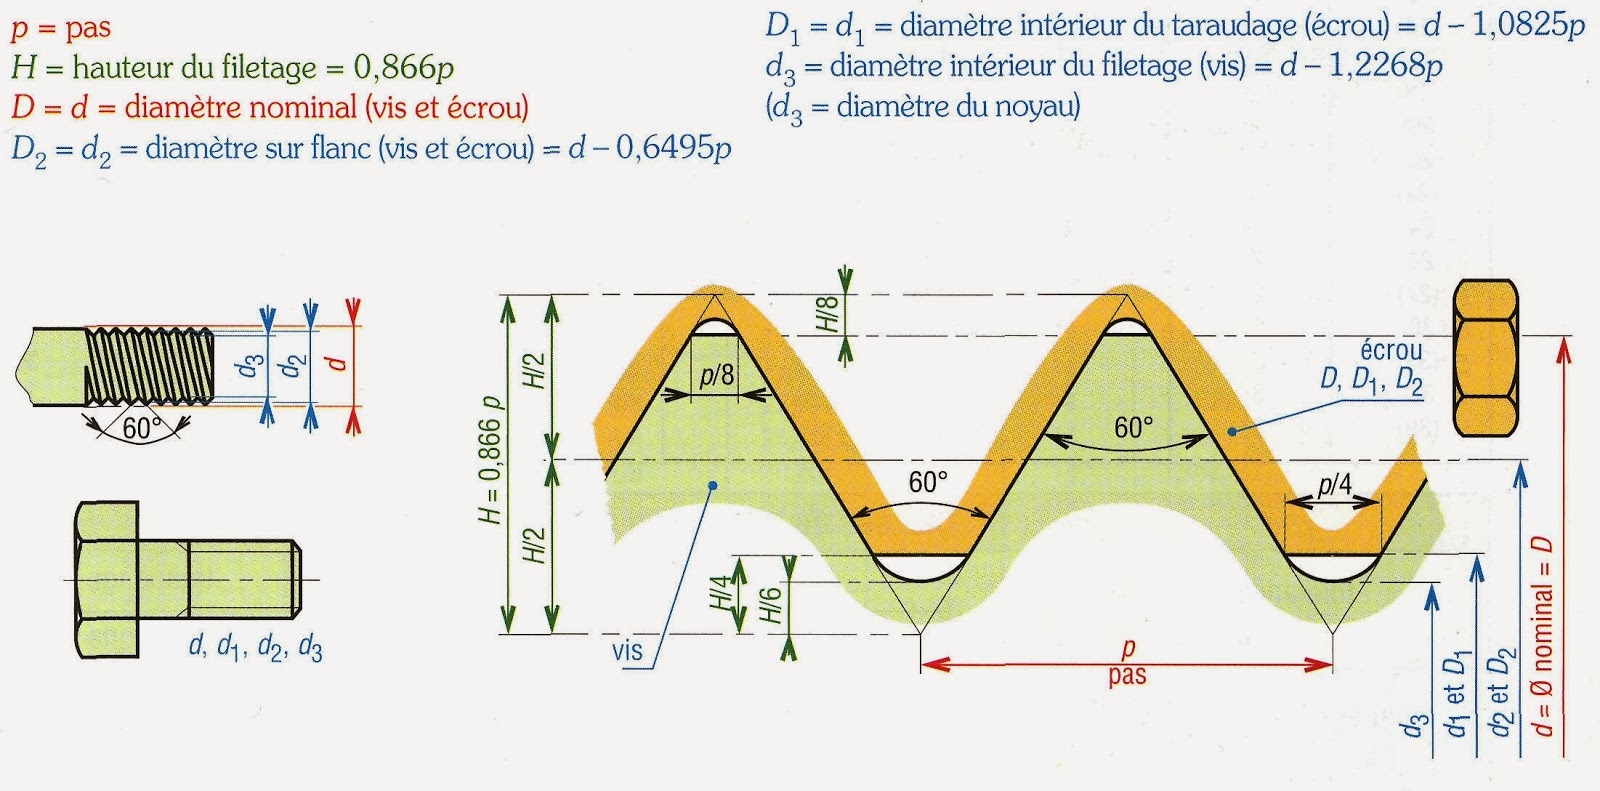 p = pas
H = hauteur du filetage = 0,866p
D = d = diamètre nominal (vis et écrou)
D₂ = d₂ = diamètre sur flanc (vis et écrou) = d – 0,6495p
D₁ = d₁ = diamètre intérieur du taraudage (écrou) = d – 1,0825p
d₃ = diamètre intérieur du filetage (vis) = d – 1,2268p
(d₃ = diamètre du noyau)
d₃
d₂
d
60°
d, d₁, d₂, d₃
H = 0,866 p
H/2
H/2
H/8
p/8
60°
60°
H/4
H/6
vis
p
pas
écrou
D, D₁, D₂
p/4
d₃
d₁ et D₁
d₂ et D₂
d = Ø nominal = D